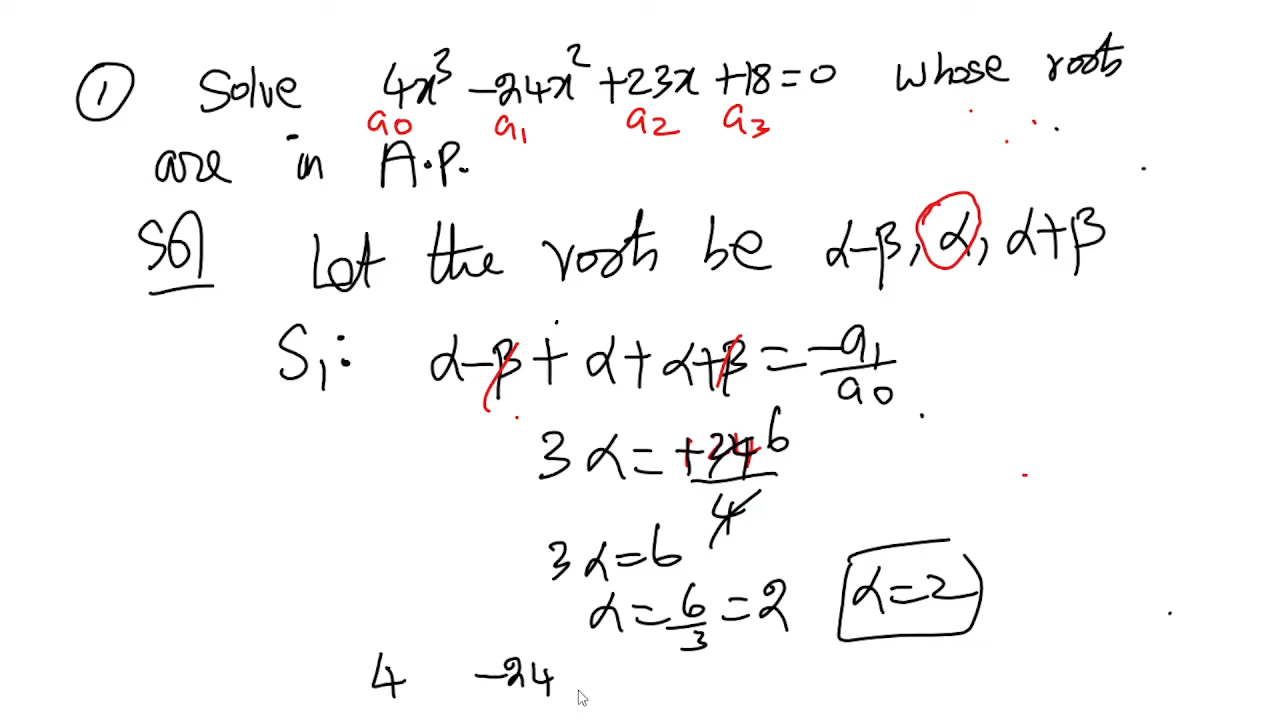 ① Solve 4x³ -24x² +23x +18=0 whose roots
a0 a₁ a₂ a₃
are in A.P.
Sol Let the roots be α-β, α, α+β
S₁: α-β + α + α+β = -a₁/a0
3α = +24/4 6
3α=6
α = 6/3 = 2 α=2
4 -24